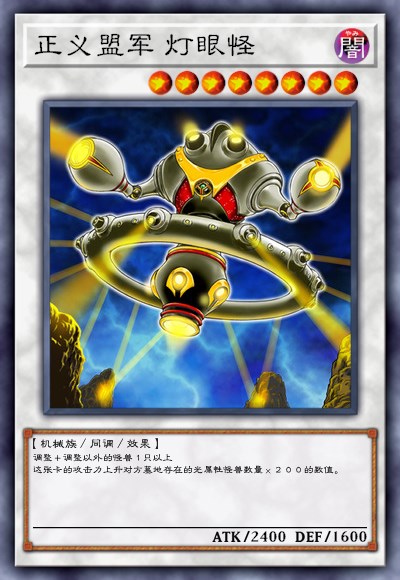 正义盟军 灯眼怪
やみ
闇
【机械族/同调/效果】
调整+调整以外的怪兽1只以上
这张卡的攻击力上升对方墓地存在的光属性怪兽数量×200的数值。
ATK/2400 DEF/1600